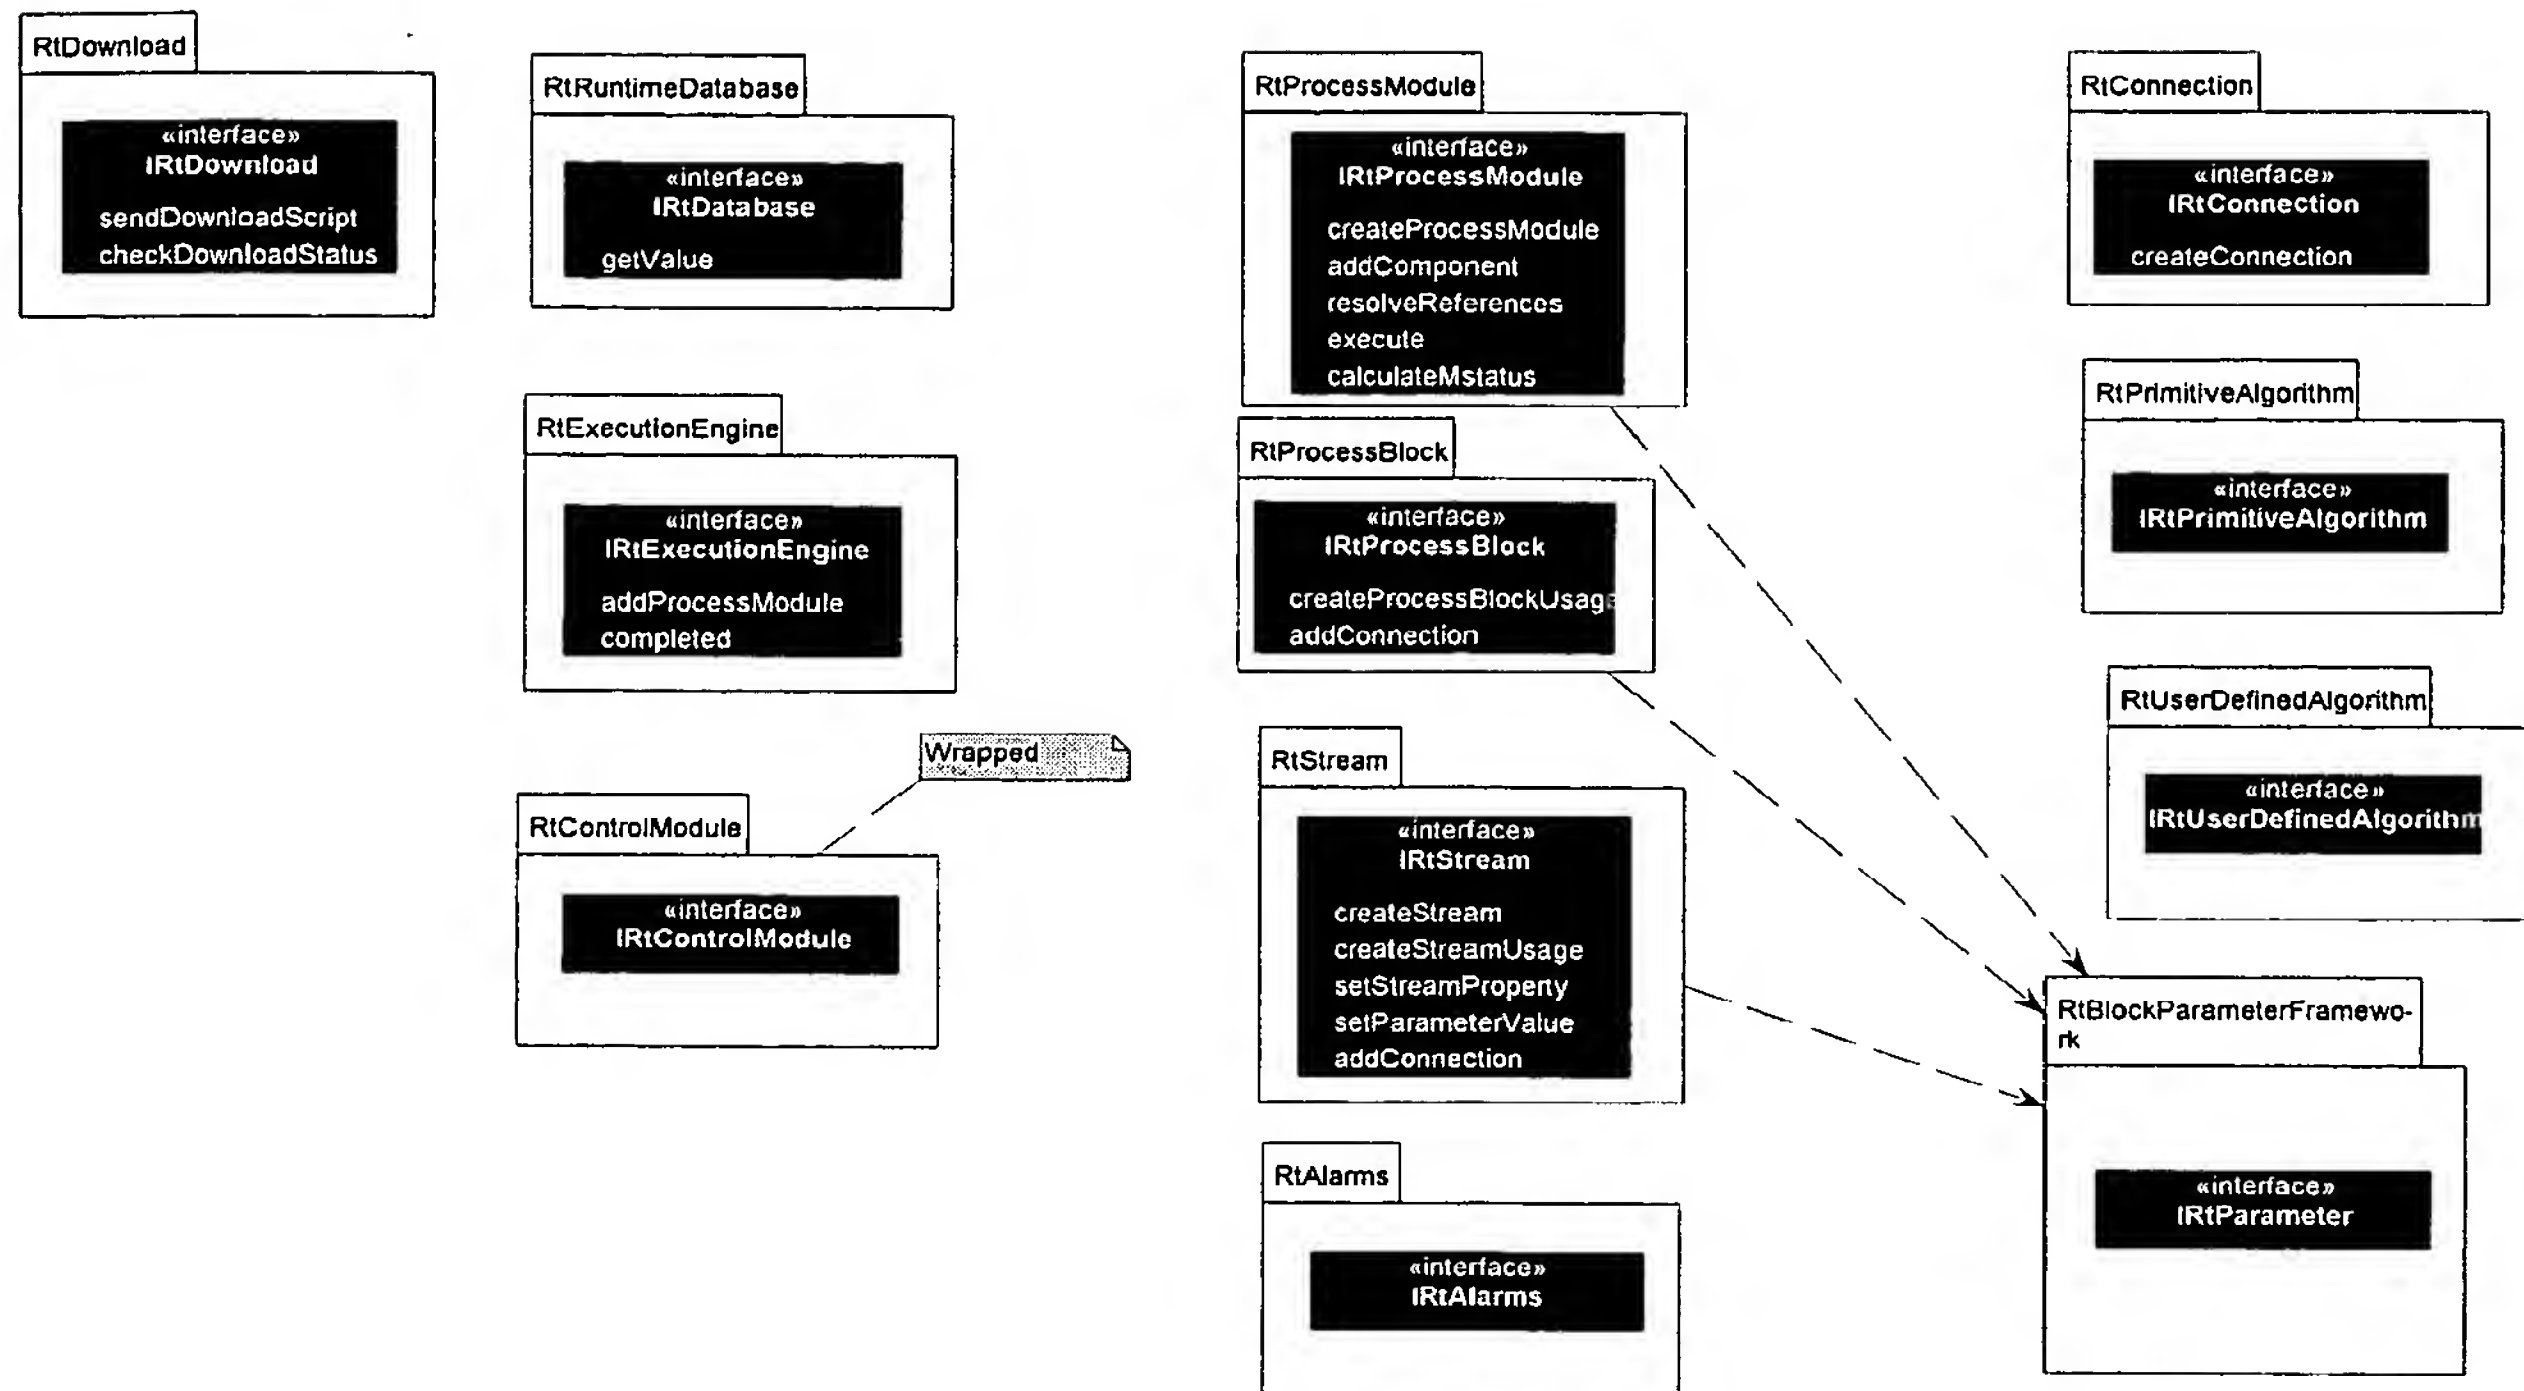 RtDownload
«interface»
IRtDownload
sendDownloadScript
checkDownloadStatus
RtRuntimeDatabase
«interface»
IRtDatabase
getValue
RtExecutionEngine
«interface»
IRtExecutionEngine
addProcessModule
completed
Wrapped
RtControlModule
«interface»
IRtControlModule
RtProcessModule
«interface»
IRtProcessModule
createProcessModule
addComponent
resolveReferences
execute
calculateMstatus
RtProcessBlock
«interface»
IRtProcessBlock
createProcessBlockUsage
addConnection
RtStream
«interface»
IRtStream
createStream
createStreamUsage
setStreamProperty
setParameterValue
addConnection
RtAlarms
«interface»
IRtAlarms
RtConnection
«interface»
IRtConnection
createConnection
RtPrimitiveAlgorithm
«interface»
IRtPrimitiveAlgorithm
RtUserDefinedAlgorithm
«interface»
IRtUserDefinedAlgorithm
RtBlockParameterFramewo-
rk
«interface»
IRtParameter